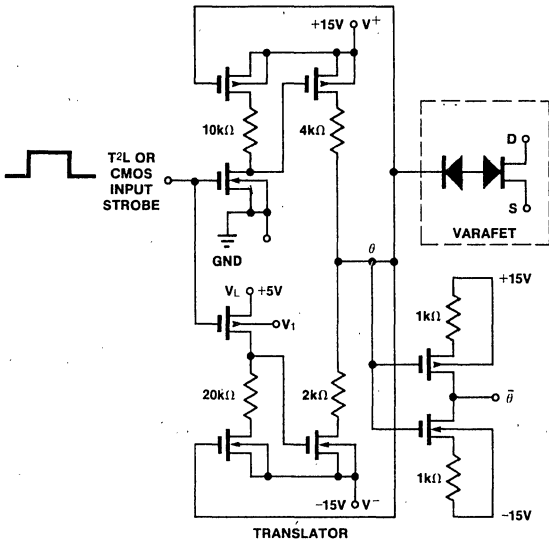 +15V V+
10kΩ
4kΩ
T²L OR
CMOS
INPUT
STROBE
GND
D
S
VARAFET
θ
+15V
1kΩ
VL +5V
V1
20kΩ
2kΩ
θ̄
1kΩ
-15V V-
-15V
TRANSLATOR